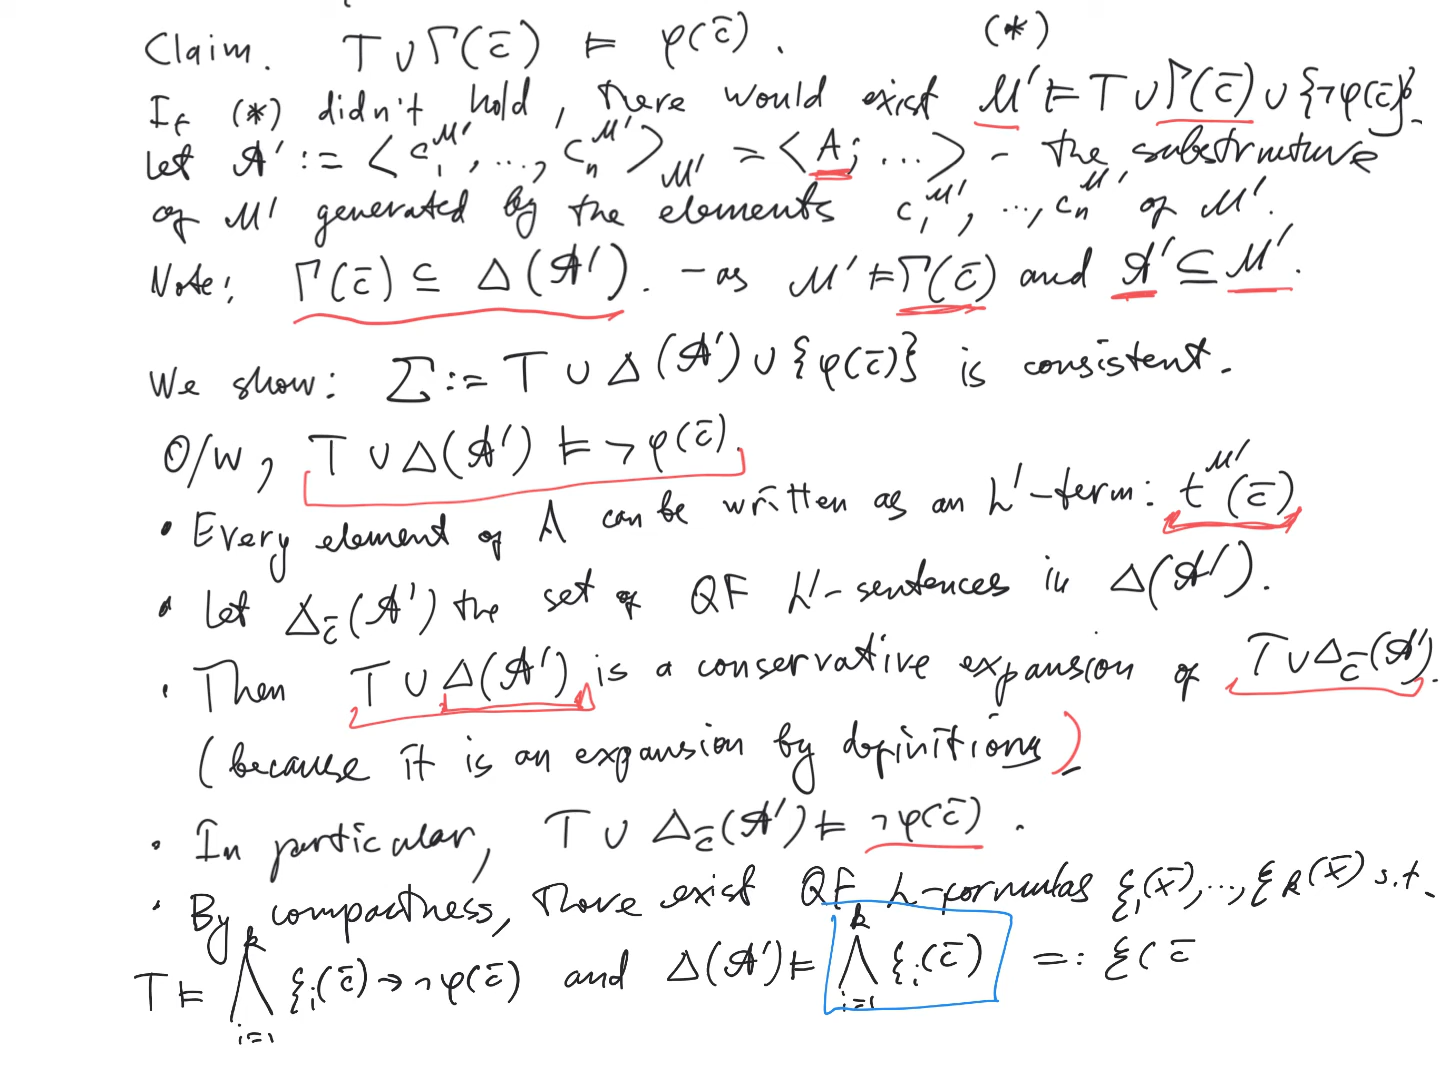 Claim. T ∪ Γ(c̄) ⊨ φ(c̄). (*)
If (*) didn't hold, there would exist M' ⊨ T ∪ Γ(c̄) ∪ {¬φ(c̄)}.
Let A' := ⟨c₁^M', ..., cₙ^M'⟩_M' = ⟨A; ...⟩ - the substructure
of M' generated by the elements c₁^M', ..., cₙ^M' of M'.
Note: Γ(c̄) ⊆ Δ(A'). - as M' ⊨ Γ(c̄) and A' ⊆ M'.
We show: Σ := T ∪ Δ(A') ∪ {φ(c̄)} is consistent.
O/w, T ∪ Δ(A') ⊨ ¬φ(c̄).
• Every element of A can be written as an L'-term: t^M'(c̄)
• Let Δ_c̄(A') the set of QF L'-sentences in Δ(A').
• Then T ∪ Δ(A') is a conservative expansion of T ∪ Δ_c̄(A').
(because it is an expansion by definitions)
• In particular, T ∪ Δ_c̄(A') ⊨ ¬φ(c̄).
• By compactness, there exist QF L-formulas ξ₁(x̄), ..., ξ_k(x̄) s.t.
T ⊨ ⋀_{i=1}^k ξ_i(c̄) → ¬φ(c̄) and Δ(A') ⊨ ⋀_{i=1}^k ξ_i(c̄) =: ξ(c̄